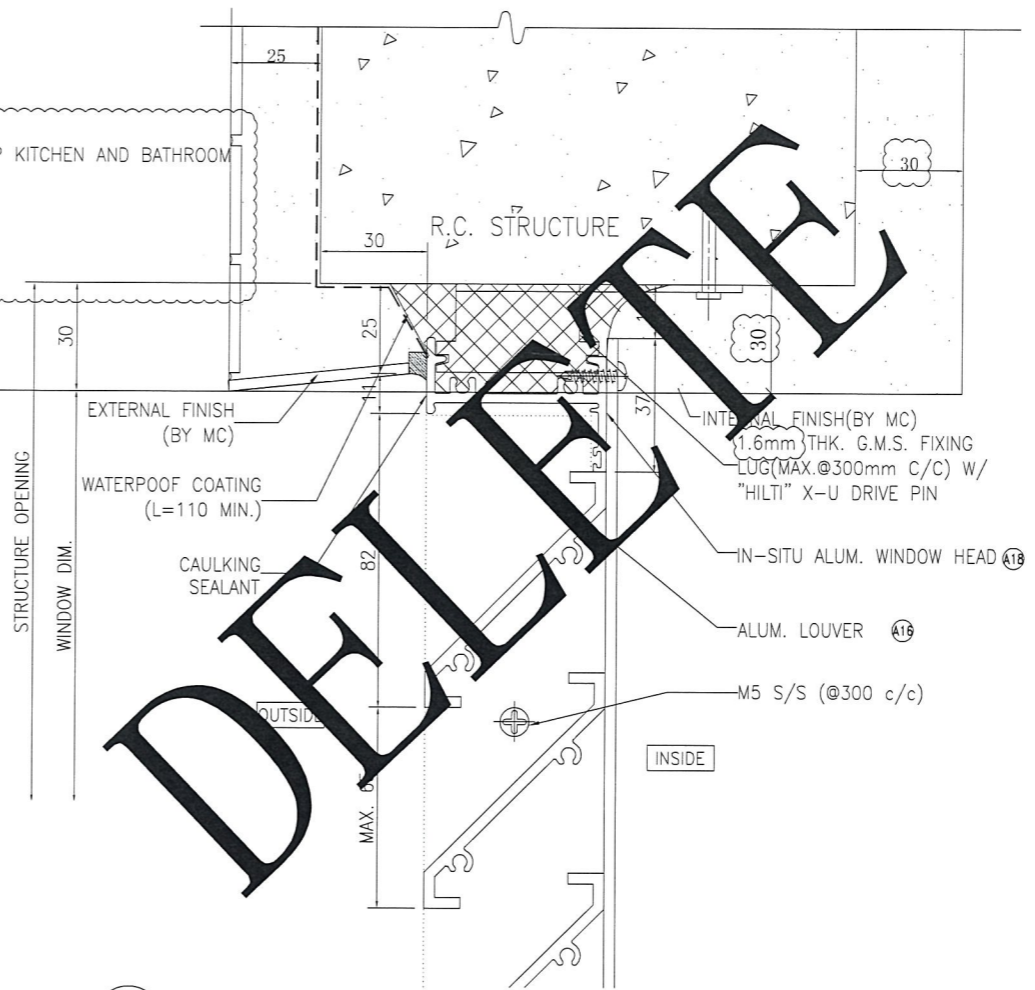 25
KITCHEN AND BATHROOM
30
R.C. STRUCTURE
30
30
25
30
11
37
EXTERNAL FINISH
(BY MC)
INTERNAL FINISH(BY MC)
1.6mm THK. G.M.S. FIXING
LUG(MAX.@300mm C/C) W/
"HILTI" X-U DRIVE PIN
WATERPOOF COATING
(L=110 MIN.)
STRUCTURE OPENING
WINDOW DIM.
CAULKING
SEALANT
82
IN-SITU ALUM. WINDOW HEAD A18
ALUM. LOUVER A16
M5 S/S (@300 c/c)
OUTSIDE
INSIDE
MAX.
DELETE